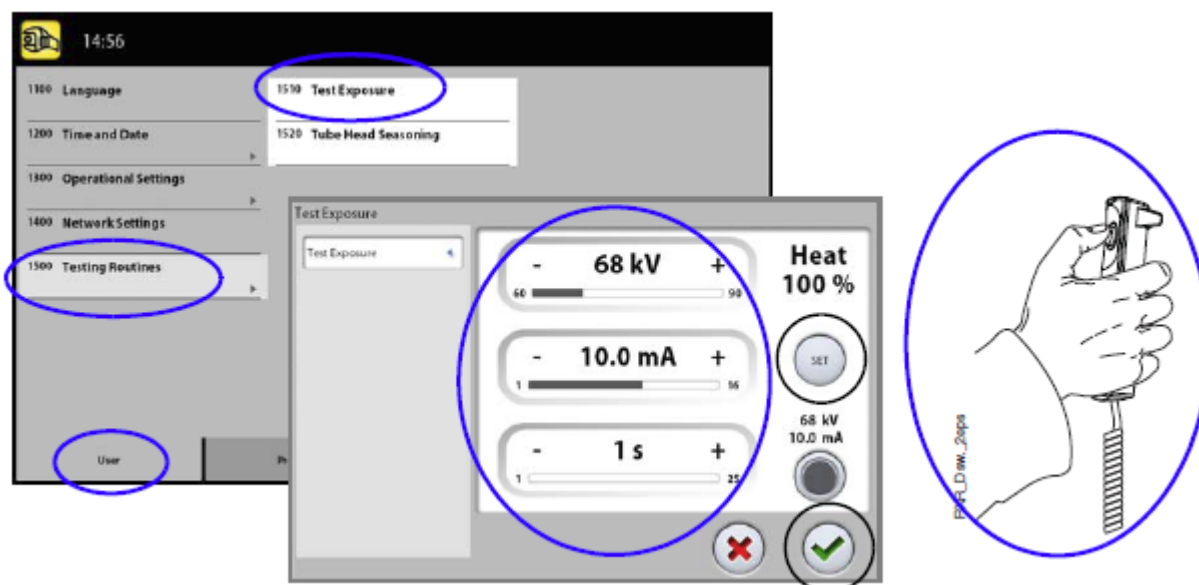 14:56
1100 Language
1510 Test Exposure
1200 Time and Date
1520 Tube Head Seasoning
1300 Operational Settings
1400 Network Settings
1500 Testing Routines
User
Test Exposure
Test Exposure
- 68 kV +
60 90
Heat
100 %
- 10.0 mA +
1 16
SET
68 kV
10.0 mA
- 1 s +
1 25